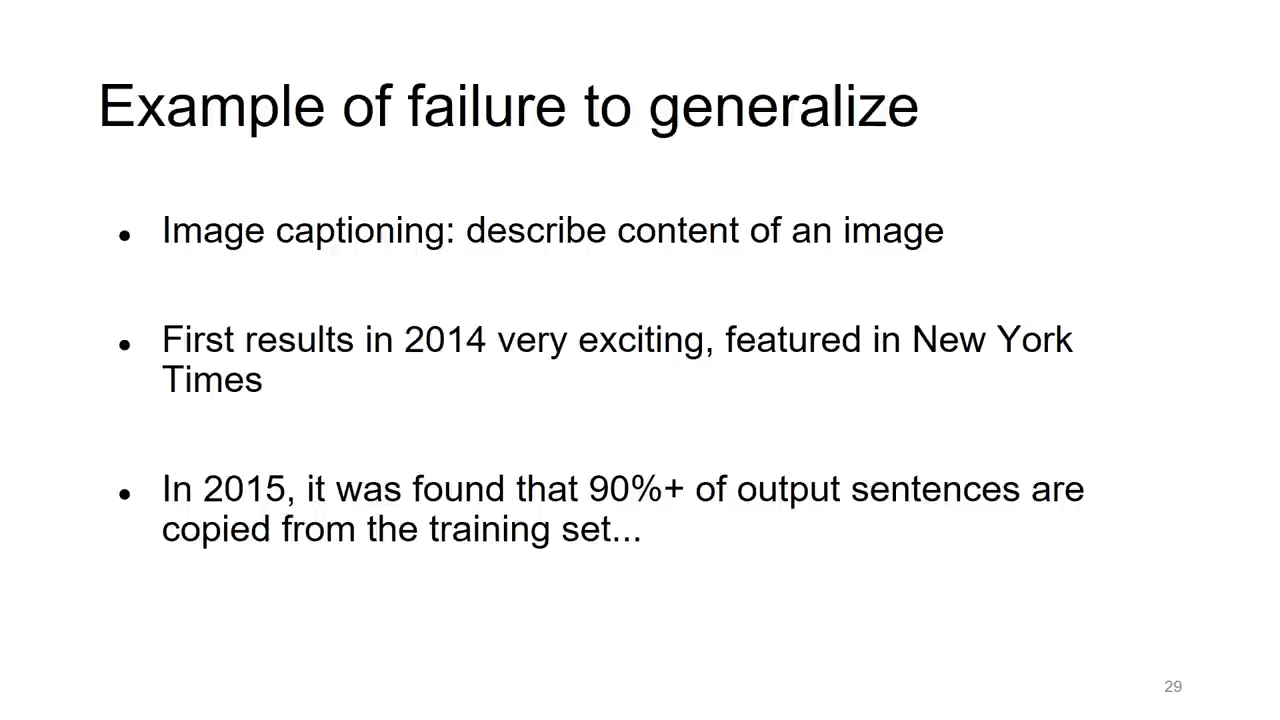 Example of failure to generalize
● Image captioning: describe content of an image
● First results in 2014 very exciting, featured in New York
Times
● In 2015, it was found that 90%+ of output sentences are
copied from the training set...
29